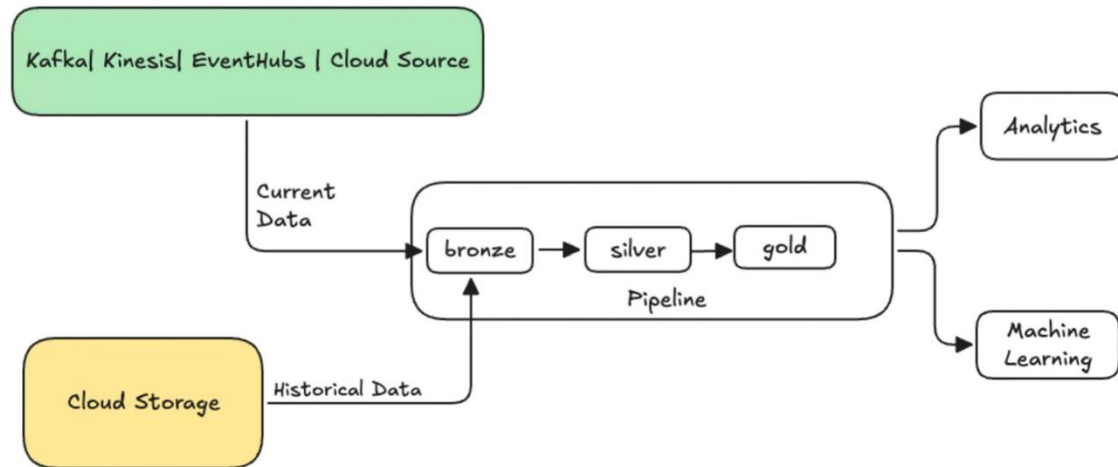 Kafka| Kinesis| EventHubs | Cloud Source
Current
Data
bronze
silver
gold
Pipeline
Analytics
Machine
Learning
Cloud Storage
Historical Data